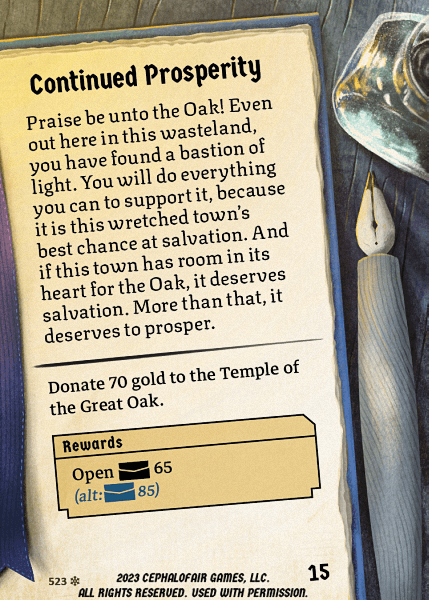 Continued Prosperity
Praise be unto the Oak! Even
out here in this wasteland,
you have found a bastion of
light. You will do everything
you can to support it, because
it is this wretched town's
best chance at salvation. And
if this town has room in its
heart for the Oak, it deserves
salvation. More than that, it
deserves to prosper.
Donate 70 gold to the Temple of
the Great Oak.
Rewards
Open 65
(alt: 85)
523
2023 CEPHALOFAIR GAMES, LLC.
ALL RIGHTS RESERVED. USED WITH PERMISSION.
15